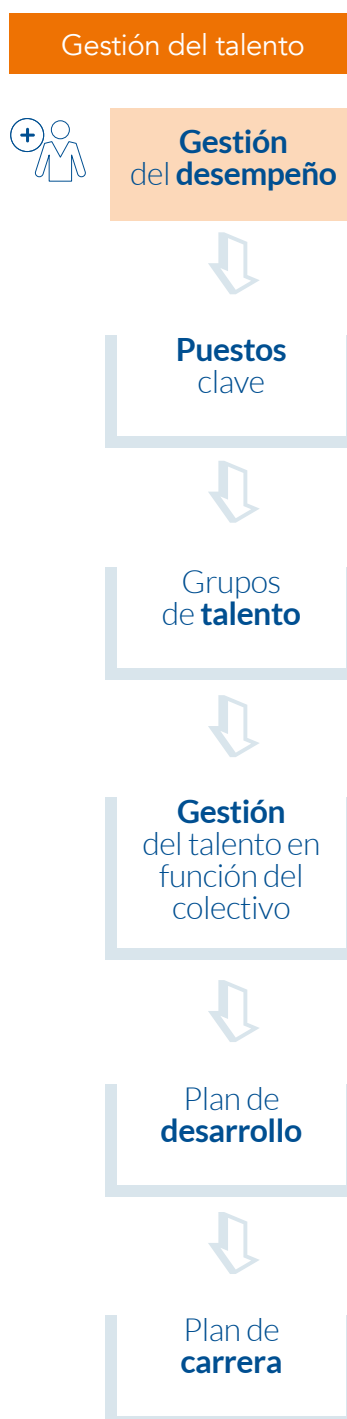 Gestión del talento
Gestión
del desempeño
Puestos
clave
Grupos
de talento
Gestión
del talento en
función del
colectivo
Plan de
desarrollo
Plan de
carrera